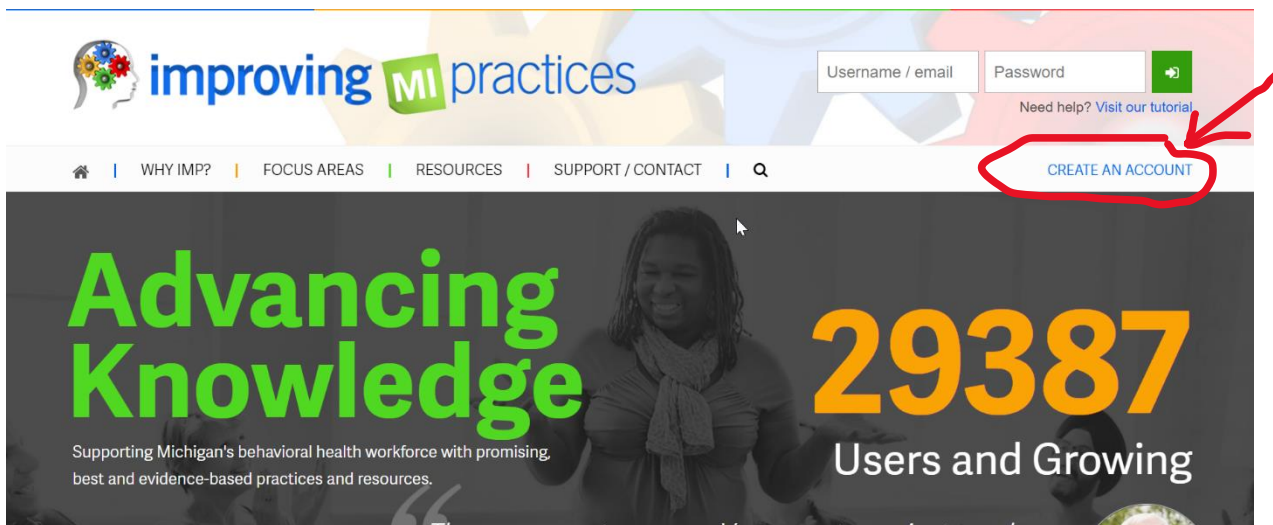 improving MI practices
Username / email
Password
Need help? Visit our tutorial
WHY IMP?
FOCUS AREAS
RESOURCES
SUPPORT / CONTACT
CREATE AN ACCOUNT
Advancing
Knowledge
Supporting Michigan's behavioral health workforce with promising,
best and evidence-based practices and resources.
29387
Users and Growing
“